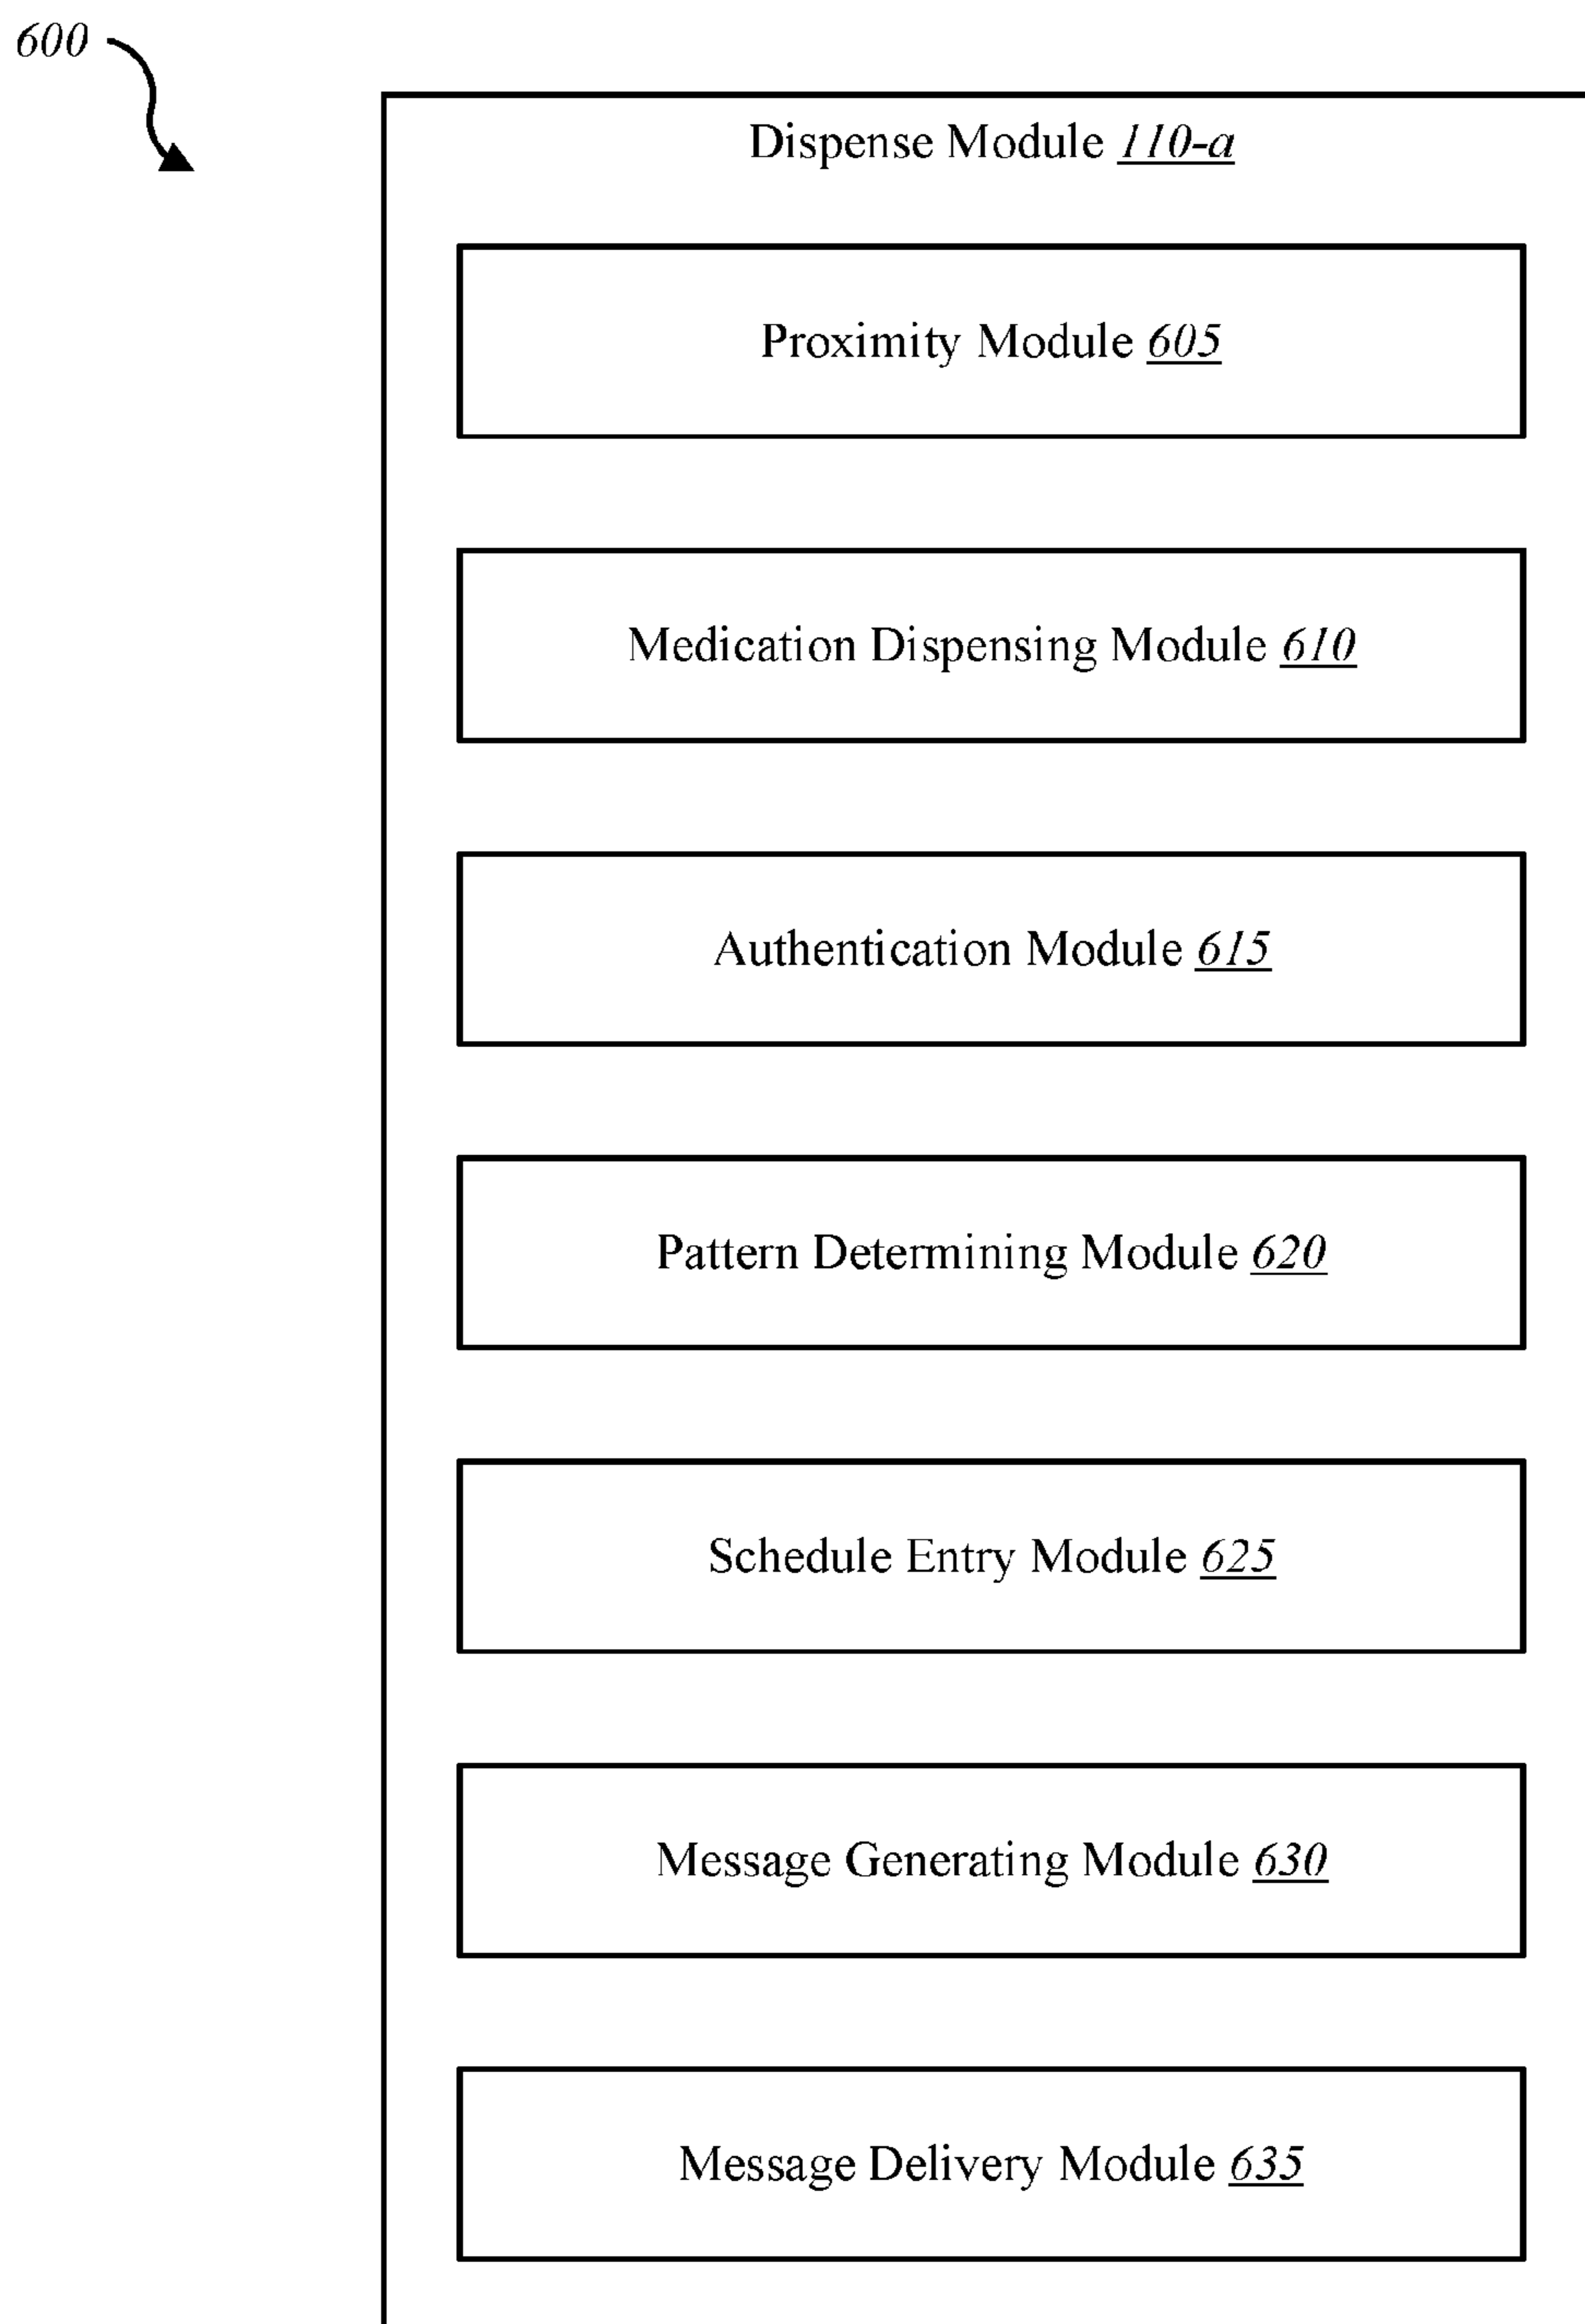 600
Dispense Module 110-a
Proximity Module 605
Medication Dispensing Module 610
Authentication Module 615
Pattern Determining Module 620
Schedule Entry Module 625
Message Generating Module 630
Message Delivery Module 635